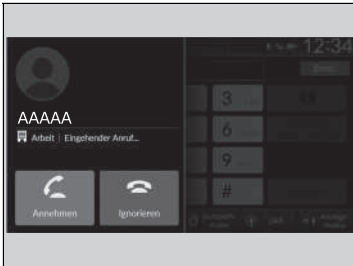 12:34
AAAAA
Arbeit | Eingehender Anruf...
3
6
9
#
Annehmen
Ignorieren